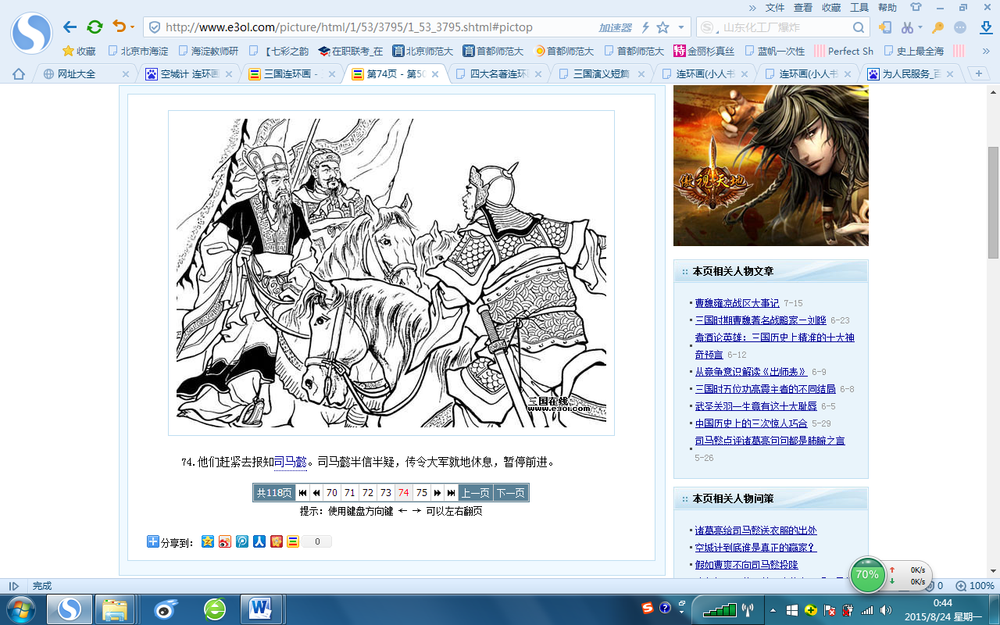 » 文件 查看 收藏 工具 帮助
http://www.e3ol.com/picture/html/1/53/3795/1_53_3795.shtml#pictop
加速器
山东化工厂爆炸
收藏 北京市海淀 海淀教师研 【七彩之韵 在职联考_在 北京师范大 首都师范大 首都师范大 首都师范大 金丽杉真丝 蓝帆一次性 Perfect Sh 史上最全海 »
网址大全 空城计 连环画 三国连环画 - 第74页 - 第50 四大名著连环 三国演义短篇 连环画(小人书 连环画(小人书 为人民服务_百
傲视天地
三国在线
www.e3ol.com
74.他们赶紧去报知司马懿。司马懿半信半疑，传令大军就地休息，暂停前进。
共118页 70 71 72 73 74 75 上一页 下一页
提示：使用键盘方向键 ← → 可以左右翻页
分享到： 0
本页相关人物文章
曹魏雍凉战区大事记 7-15
三国时期曹魏著名战略家－刘晔 6-23
煮酒论英雄：三国历史上精准的十大神
奇预言 6-12
从竞争意识解读《出师表》 6-9
三国时五位功高震主者的不同结局 6-8
武圣关羽一生竟有这十大耻辱 6-5
中国历史上的三次惊人巧合 5-29
司马懿点评诸葛亮句句都是肺腑之言
5-26
本页相关人物问策
诸葛亮给司马懿送衣服的出处
空城计到底谁是真正的赢家？
假如曹爽不向司马懿投降
70%
0K/s
0K/s
完成
0 100%
0:44
2015/8/24 星期一